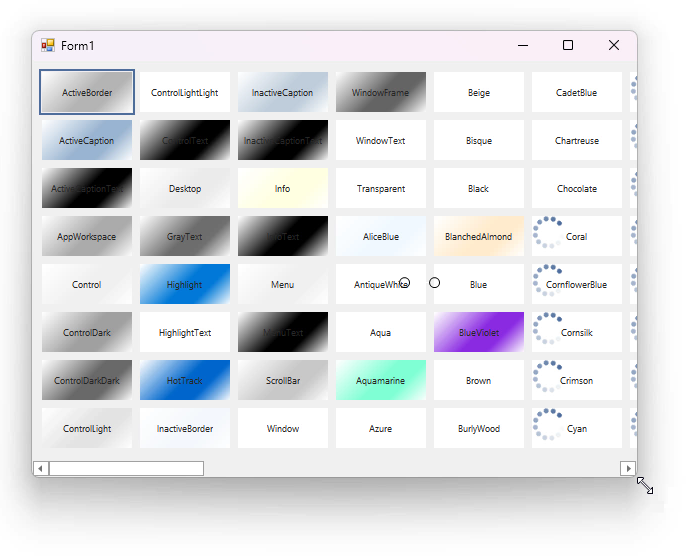 Form1
ActiveBorder ControlLightLight InactiveCaption WindowFrame Beige CadetBlue
ActiveCaption ControlText InactiveCaptionText WindowText Bisque Chartreuse
ActiveCaptionText Desktop Info Transparent Black Chocolate
AppWorkspace GrayText InfoText AliceBlue BlanchedAlmond Coral
Control Highlight Menu AntiqueWhite Blue CornflowerBlue
ControlDark HighlightText MenuText Aqua BlueViolet Cornsilk
ControlDarkDark HotTrack ScrollBar Aquamarine Brown Crimson
ControlLight InactiveBorder Window Azure BurlyWood Cyan